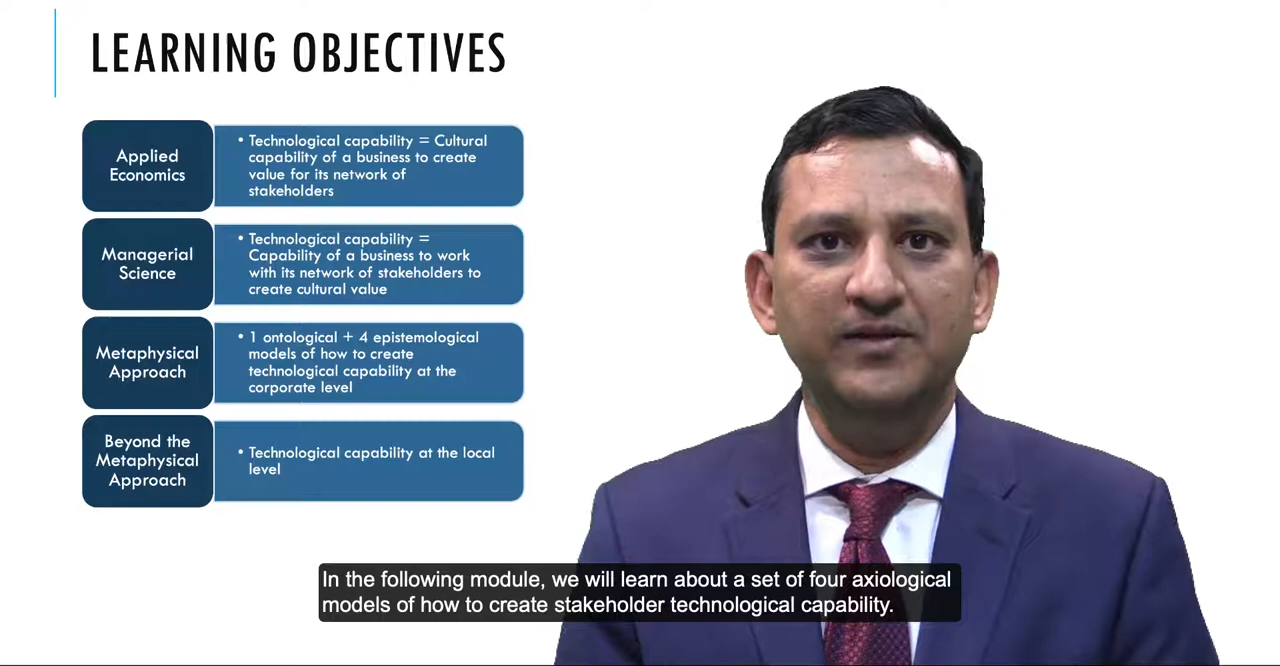 LEARNING OBJECTIVES
Applied
Economics
• Technological capability = Cultural
capability of a business to create
value for its network of
stakeholders
Managerial
Science
• Technological capability =
Capability of a business to work
with its network of stakeholders to
create cultural value
Metaphysical
Approach
• 1 ontological + 4 epistemological
models of how to create
technological capability at the
corporate level
Beyond the
Metaphysical
Approach
• Technological capability at the local
level
In the following module, we will learn about a set of four axiological
models of how to create stakeholder technological capability.